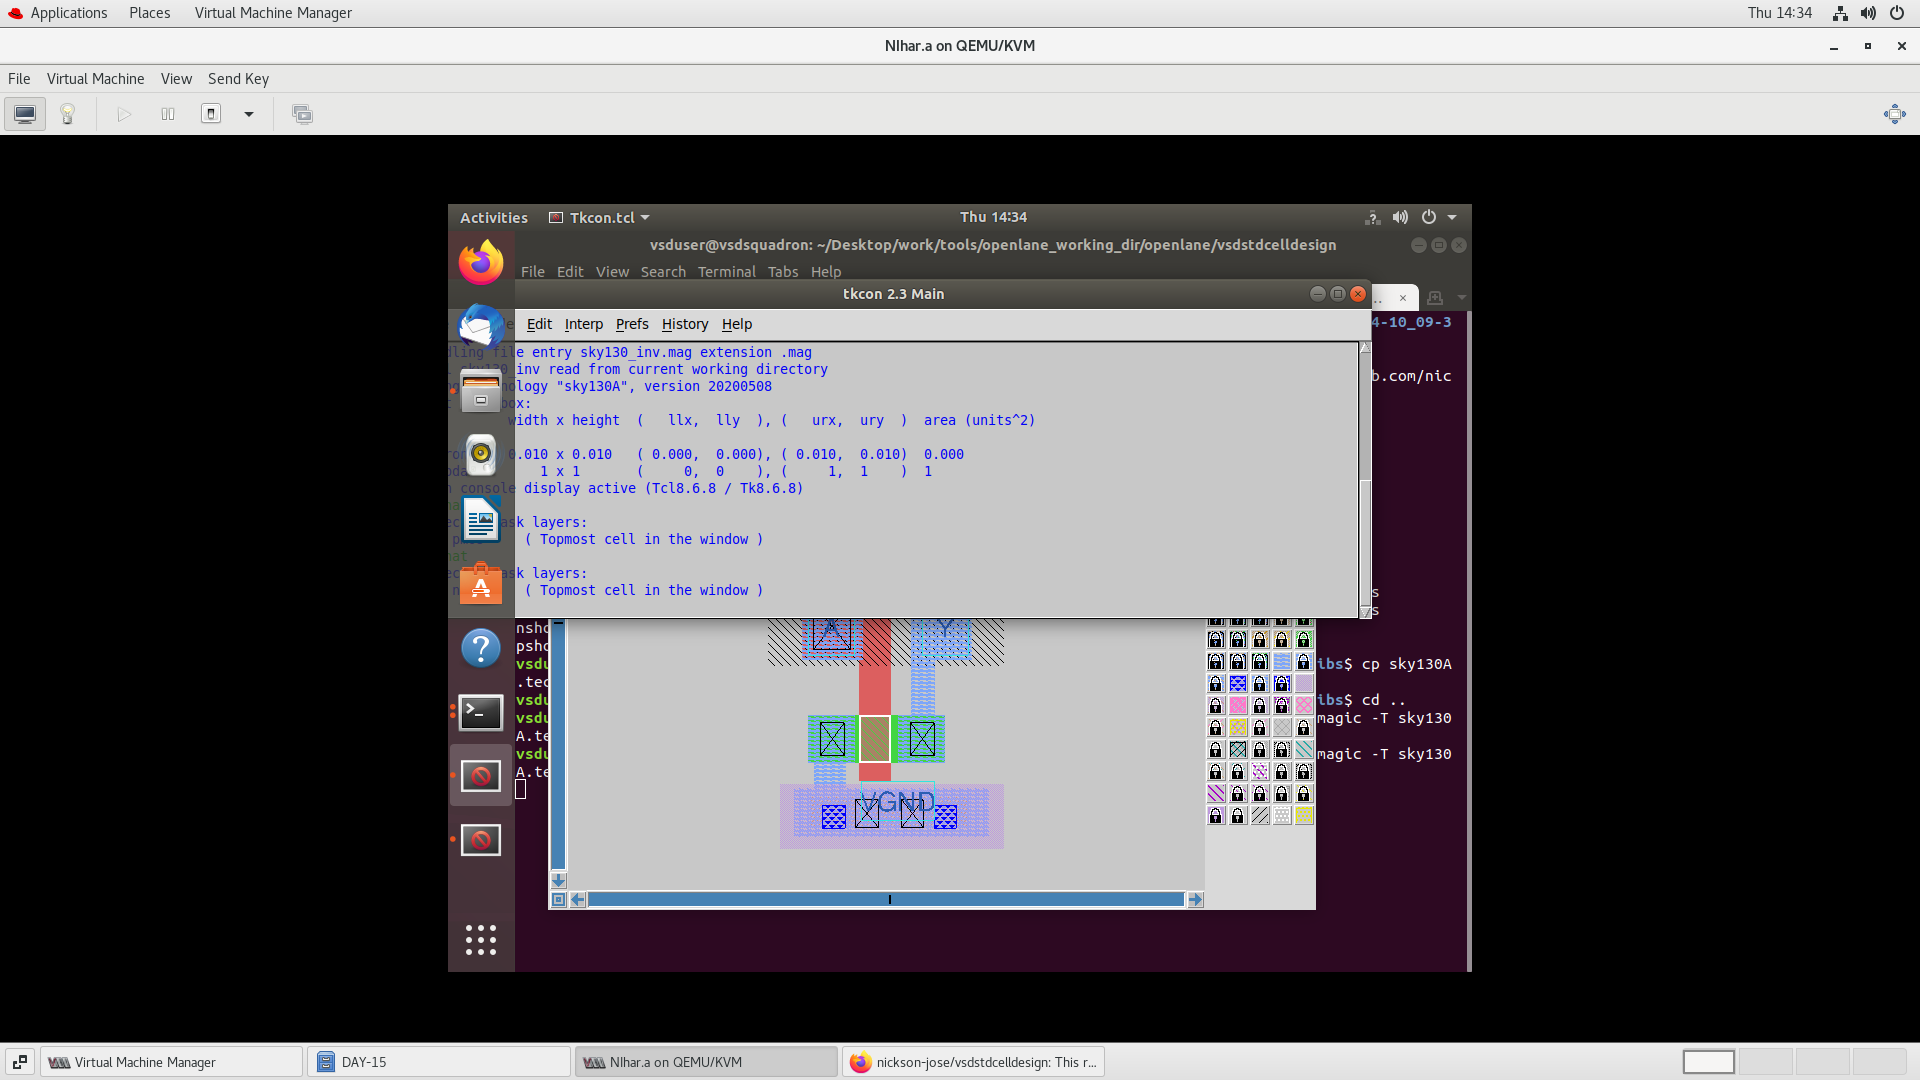 Applications Places Virtual Machine Manager Thu 14:34
NIhar.a on QEMU/KVM
File Virtual Machine View Send Key
Activities Tkcon.tcl Thu 14:34
vsduser@vsdsquadron: ~/Desktop/work/tools/openlane_working_dir/openlane/vsdstdcelldesign
File Edit View Search Terminal Tabs Help
tkcon 2.3 Main
Edit Interp Prefs History Help
4-10_09-3
file entry sky130_inv.mag extension .mag
inv read from current working directory
b.com/nic
"sky130A", version 20200508
box:
width x height ( llx, lly ), ( urx, ury ) area (units^2)
0.010 x 0.010 ( 0.000, 0.000), ( 0.010, 0.010) 0.000
1 x 1 ( 0, 0 ), ( 1, 1 ) 1
console display active (Tcl8.6.8 / Tk8.6.8)
layers:
( Topmost cell in the window )
layers:
( Topmost cell in the window )
s
s
A Y
nshc
pshc
vsdu ibs$ cp sky130A
.tec
vsdu ibs$ cd ..
vsdu magic -T sky130
A.te
vsdu magic -T sky130
A.te
VGND
Virtual Machine Manager DAY-15 NIhar.a on QEMU/KVM nickson-jose/vsdstdcelldesign: This r...